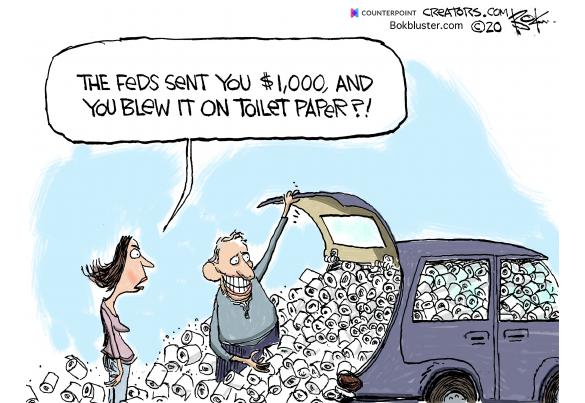 COUNTERPOINT CREATORS.COM
Bokbluster.com ©20
THE FEDS SENT YOU $1,000, AND
YOU BLEW IT ON TOILET PAPER?!